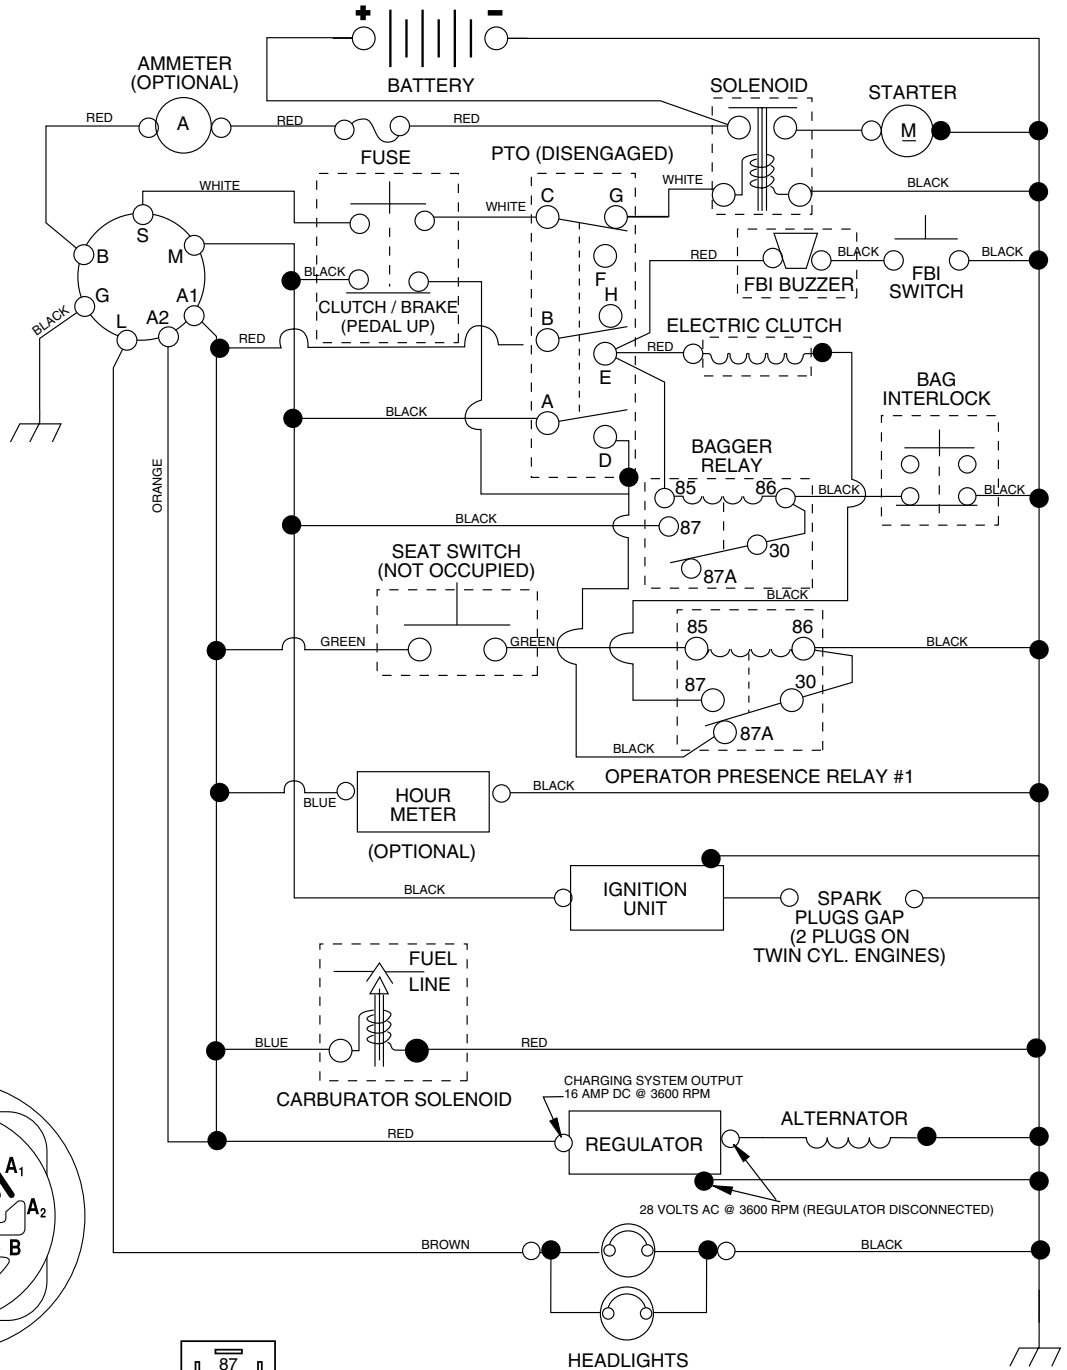 +
-
BATTERY
AMMETER
(OPTIONAL)
A
RED
RED
FUSE
RED
SOLENOID
STARTER
M
PTO (DISENGAGED)
WHITE
S
B
M
G
A1
L
A2
BLACK
WHITE
C
G
WHITE
BLACK
BLACK
CLUTCH / BRAKE
(PEDAL UP)
F
H
B
E
RED
FBI BUZZER
BLACK
FBI
SWITCH
BLACK
RED
ELECTRIC CLUTCH
RED
BAG
INTERLOCK
BLACK
A
D
BAGGER
RELAY
85
86
BLACK
BLACK
ORANGE
BLACK
87
30
87A
SEAT SWITCH
(NOT OCCUPIED)
BLACK
GREEN
GREEN
85
86
BLACK
87
30
87A
BLACK
OPERATOR PRESENCE RELAY #1
BLUE
HOUR
METER
BLACK
(OPTIONAL)
BLACK
IGNITION
UNIT
SPARK
PLUGS GAP
(2 PLUGS ON
TWIN CYL. ENGINES)
FUEL
LINE
BLUE
RED
CARBURATOR SOLENOID
CHARGING SYSTEM OUTPUT
16 AMP DC @ 3600 RPM
RED
REGULATOR
ALTERNATOR
28 VOLTS AC @ 3600 RPM (REGULATOR DISCONNECTED)
A1
A2
B
BROWN
BLACK
HEADLIGHTS
87